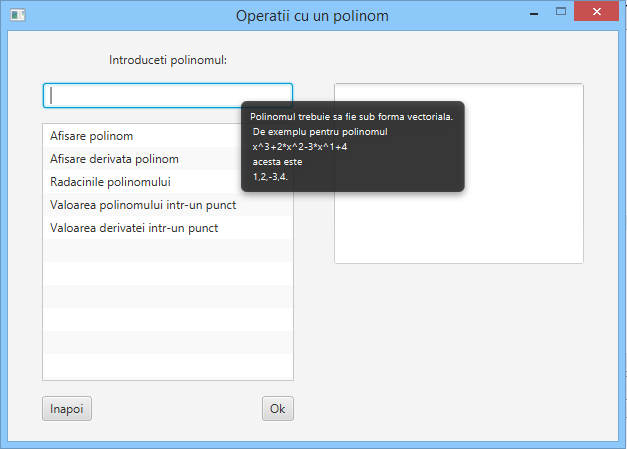 Operatii cu un polinom
Introduceti polinomul:
Polinomul trebuie sa fie sub forma vectoriala.
De exemplu pentru polinomul
x^3+2*x^2-3*x^1+4
acesta este
1,2,-3,4.
Afisare polinom
Afisare derivata polinom
Radacinile polinomului
Valoarea polinomului intr-un punct
Valoarea derivatei intr-un punct
Inapoi
Ok